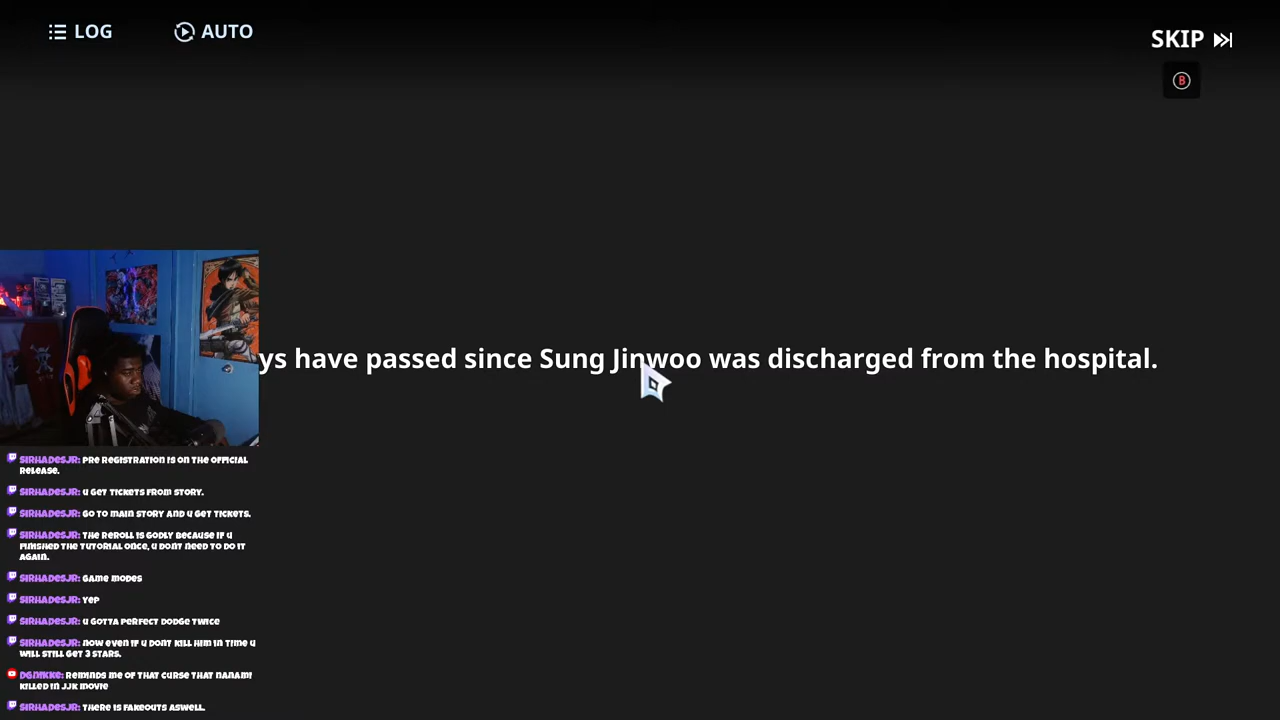 LOG
AUTO
SKIP
B
ys have passed since Sung Jinwoo was discharged from the hospital.
SIRHADESJR: PRE REGISTRATION IS ON THE OFFICIAL
RELEASE.
SIRHADESJR: U GET TICKETS FROM STORY.
SIRHADESJR: GO TO MAIN STORY AND U GET TICKETS.
SIRHADESJR: THE REROLL IS GODLY BECAUSE IF U
FINISHED THE TUTORIAL ONCE, U DONT NEED TO DO IT
AGAIN.
SIRHADESJR: GAME MODES
SIRHADESJR: YEP
SIRHADESJR: U GOTTA PERFECT DODGE TWICE
SIRHADESJR: NOW EVEN IF U DONT KILL HIM IN TIME U
WILL STILL GET 3 STARS.
DGNIKKE: REMINDS ME OF THAT CURSE THAT NANAMI
KILLED IN JJK MOVIE
SIRHADESJR: THERE IS FAKEOUTS ASWELL.